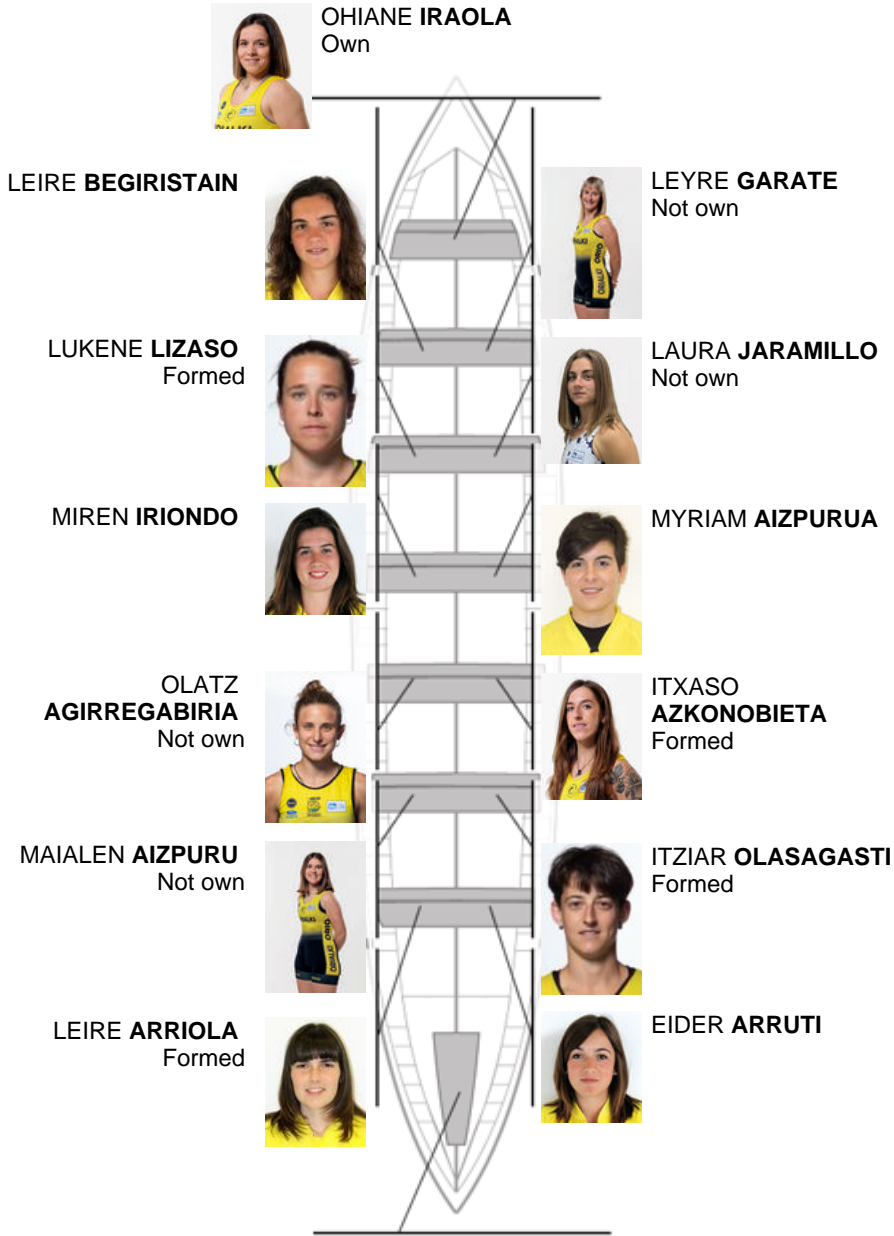 OHIANE IRAOLA
Own
LEIRE BEGIRISTAIN
LEYRE GARATE
Not own
LUKENE LIZASO
Formed
LAURA JARAMILLO
Not own
MIREN IRIONDO
MYRIAM AIZPURUA
OLATZ
AGIRREGABIRIA
Not own
ITXASO
AZKONOBIETA
Formed
MAIALEN AIZPURU
Not own
ITZIAR OLASAGASTI
Formed
LEIRE ARRIOLA
Formed
EIDER ARRUTI